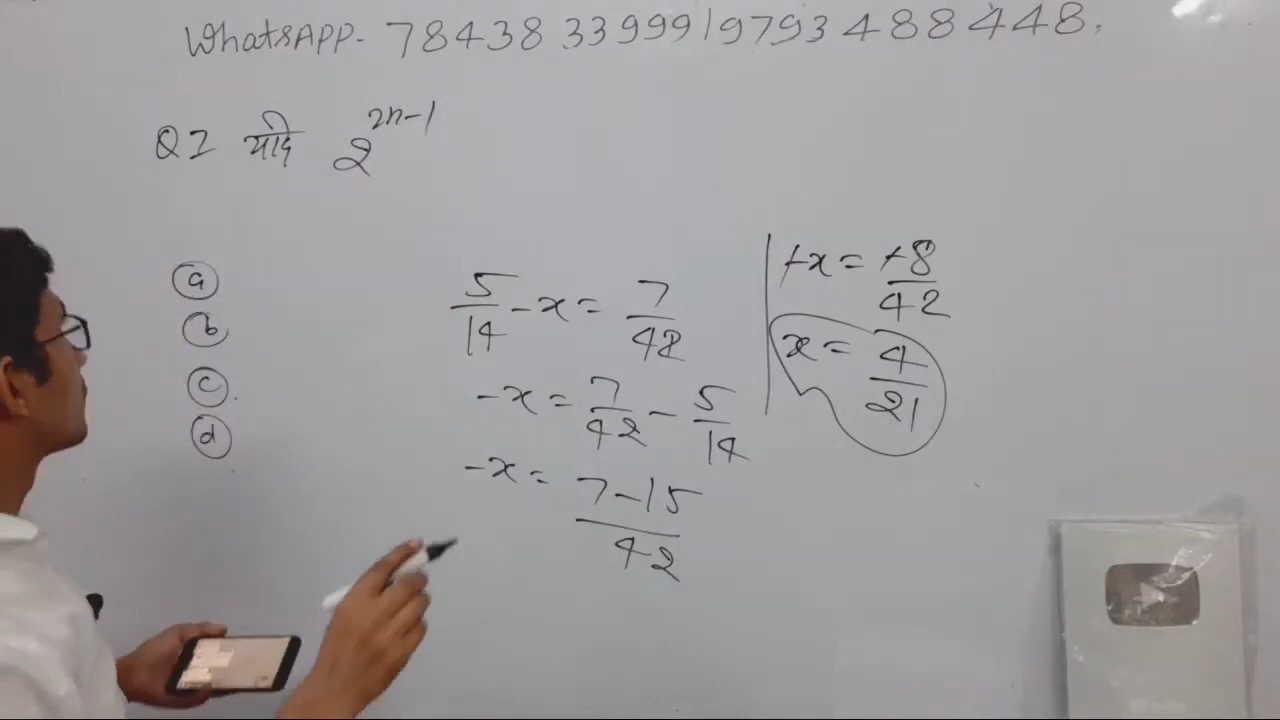 WhatsAPP- 7843833999/9793488448.
Q2 यदि 2^{2n-1}
(a)
(b)
(c)
(d)
5/14 - x = 7/42
-x = 7/42 - 5/14
-x = 7-15/42
+x = +8/42
x = 4/21